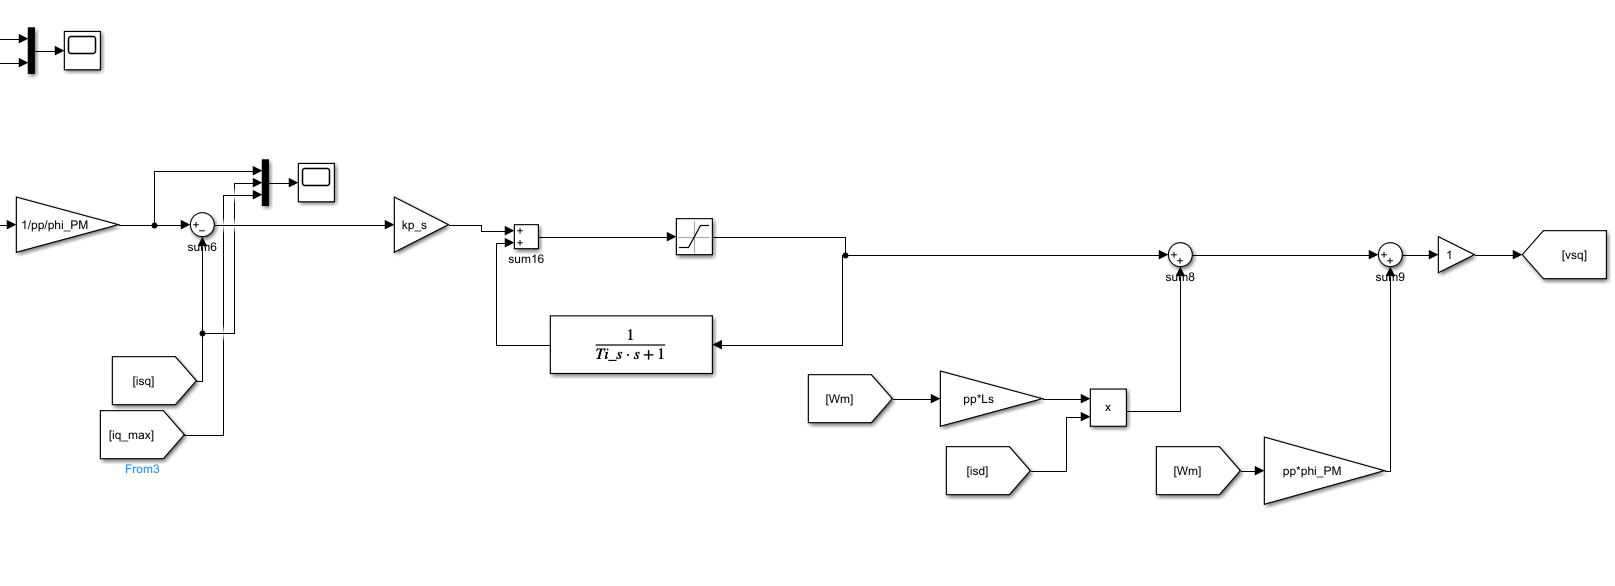 1/pp/phi_PM
+
−
sum6
kp_s
+
+
sum16
+
+
sum8
+
+
sum9
1
[vsq]
1
Ti_s · s + 1
[isq]
[iq_max]
From3
[Wm]
pp*Ls
x
[isd]
[Wm]
pp*phi_PM